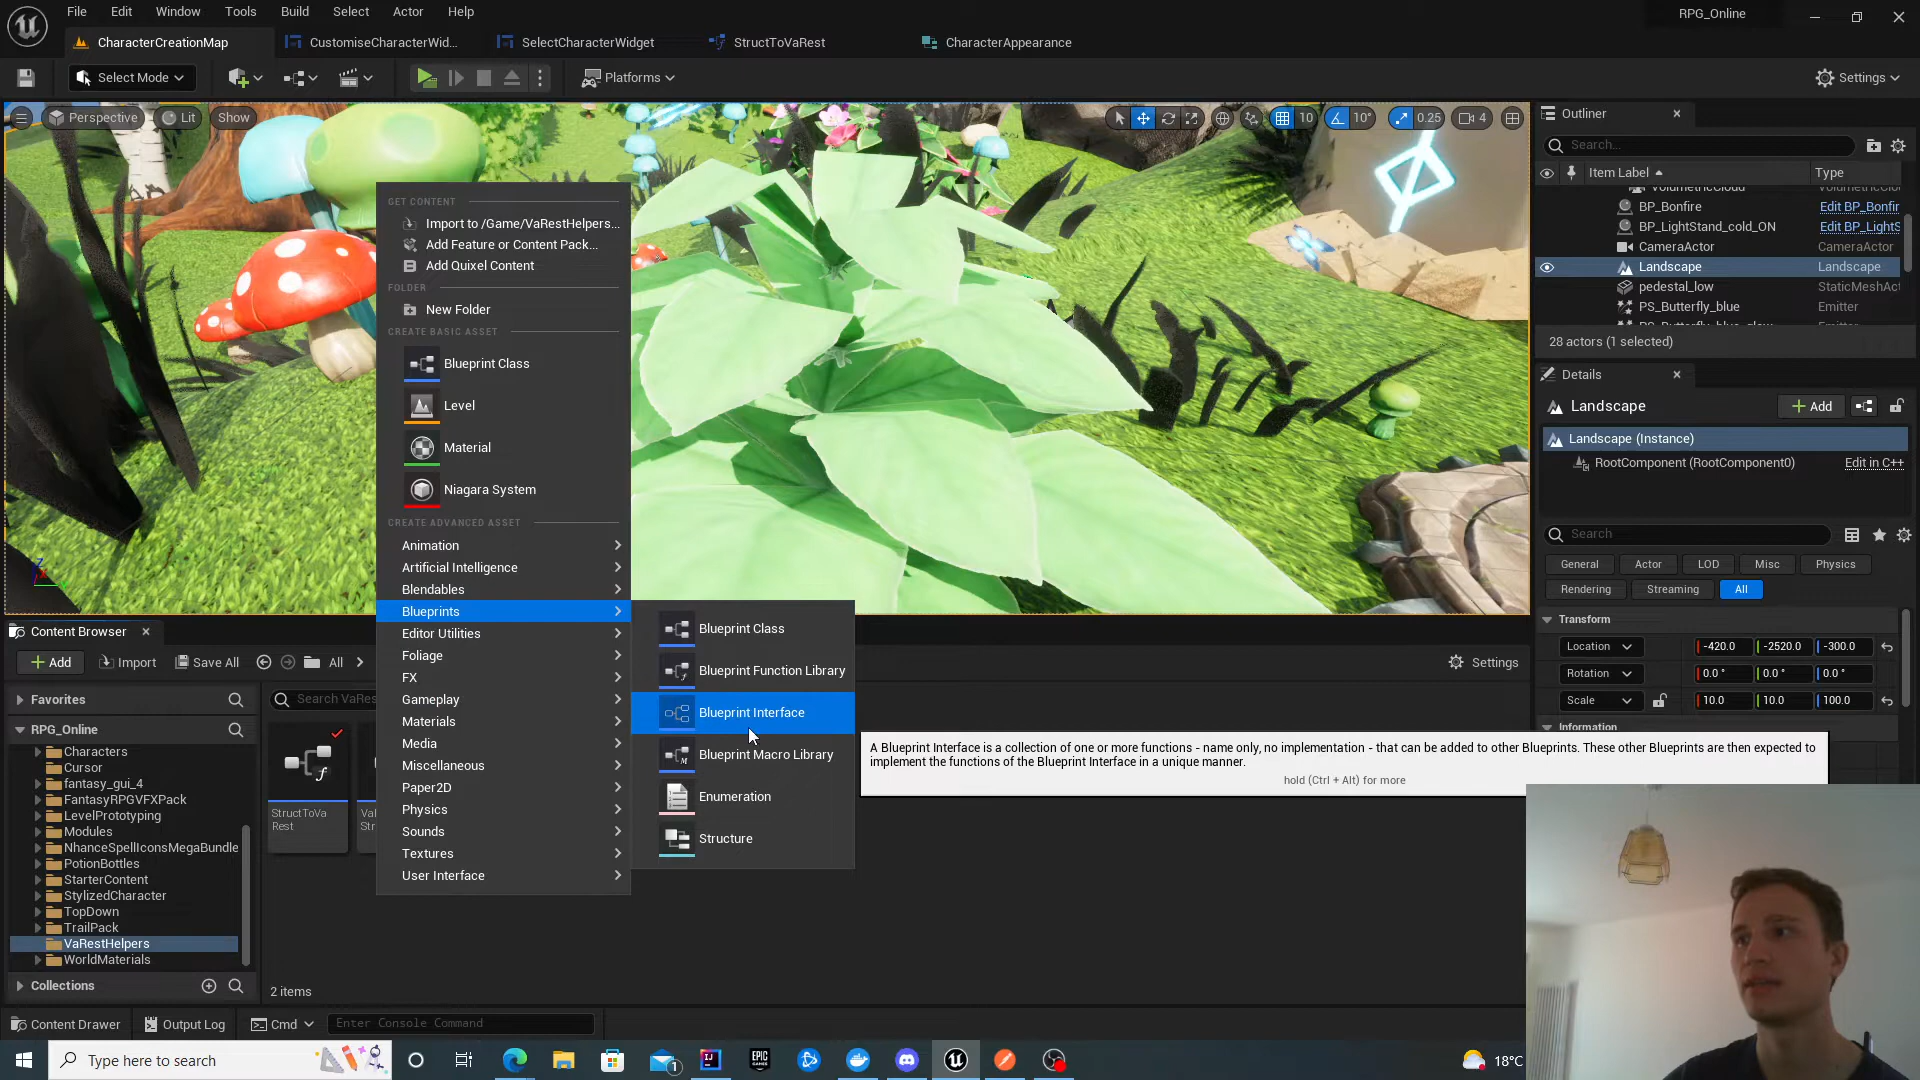 File Edit Window Tools Build Select Actor Help
RPG_Online
CharacterCreationMap
CustomiseCharacterWid...
SelectCharacterWidget
StructToVaRest
CharacterAppearance
Select Mode
Platforms
Settings
Perspective
Lit
Show
10
10°
0.25
4
Outliner
Search...
Item Label
Type
BP_Bonfire
Edit BP_Bonfir
BP_LightStand_cold_ON
Edit BP_LightS
CameraActor
CameraActor
Landscape
Landscape
pedestal_low
StaticMeshAct
PS_Butterfly_blue
Emitter
28 actors (1 selected)
Details
Landscape
Add
Landscape (Instance)
RootComponent (RootComponent0)
Edit in C++
Search
General
Actor
LOD
Misc
Physics
Rendering
Streaming
All
Transform
Location
-420.0
-2520.0
-300.0
Rotation
0.0 °
0.0 °
0.0 °
Scale
10.0
10.0
100.0
Information
GET CONTENT
Import to /Game/VaRestHelpers...
Add Feature or Content Pack...
Add Quixel Content
FOLDER
New Folder
CREATE BASIC ASSET
Blueprint Class
Level
Material
Niagara System
CREATE ADVANCED ASSET
Animation
Artificial Intelligence
Blendables
Blueprints
Editor Utilities
Foliage
FX
Gameplay
Materials
Media
Miscellaneous
Paper2D
Physics
Sounds
Textures
User Interface
Blueprint Class
Blueprint Function Library
Blueprint Interface
Blueprint Macro Library
Enumeration
Structure
A Blueprint Interface is a collection of one or more functions - name only, no implementation - that can be added to other Blueprints. These other Blueprints are then expected to
implement the functions of the Blueprint Interface in a unique manner.
hold (Ctrl + Alt) for more
Content Browser
Add
Import
Save All
All
Settings
Favorites
Search VaRes
RPG_Online
Characters
Cursor
fantasy_gui_4
FantasyRPGVFXPack
LevelPrototyping
Modules
NhanceSpellIconsMegaBundle
PotionBottles
StarterContent
StylizedCharacter
TopDown
TrailPack
VaRestHelpers
WorldMaterials
Collections
StructToVa
Rest
2 items
Content Drawer
Output Log
Cmd
Enter Console Command
Type here to search
1
EPIC
GAMES
18°C